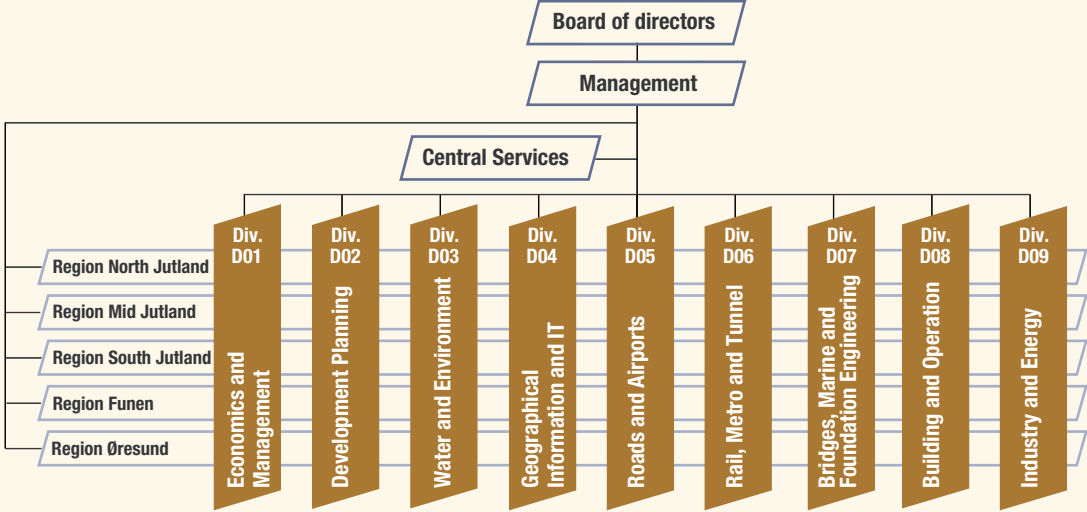 Board of directors
Management
Central Services
Div.
D01
Economics and
Management
Div.
D02
Development Planning
Div.
D03
Water and Environment
Div.
D04
Geographical
Information and IT
Div.
D05
Roads and Airports
Div.
D06
Rail, Metro and Tunnel
Div.
D07
Bridges, Marine and
Foundation Engineering
Div.
D08
Building and Operation
Div.
D09
Industry and Energy
Region North Jutland
Region Mid Jutland
Region South Jutland
Region Funen
Region Øresund